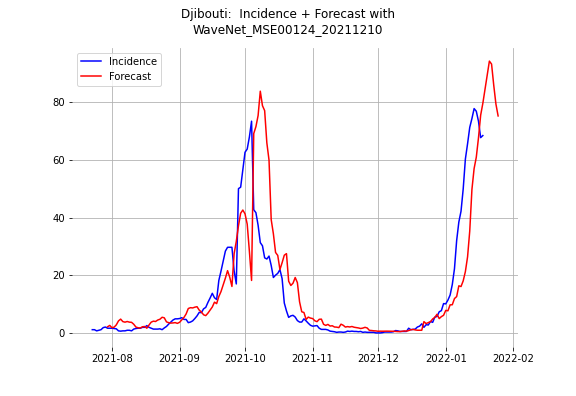 Djibouti:  Incidence + Forecast with
WaveNet_MSE00124_20211210
Incidence
Forecast
80
60
40
20
0
2021-08 2021-09 2021-10 2021-11 2021-12 2022-01 2022-02